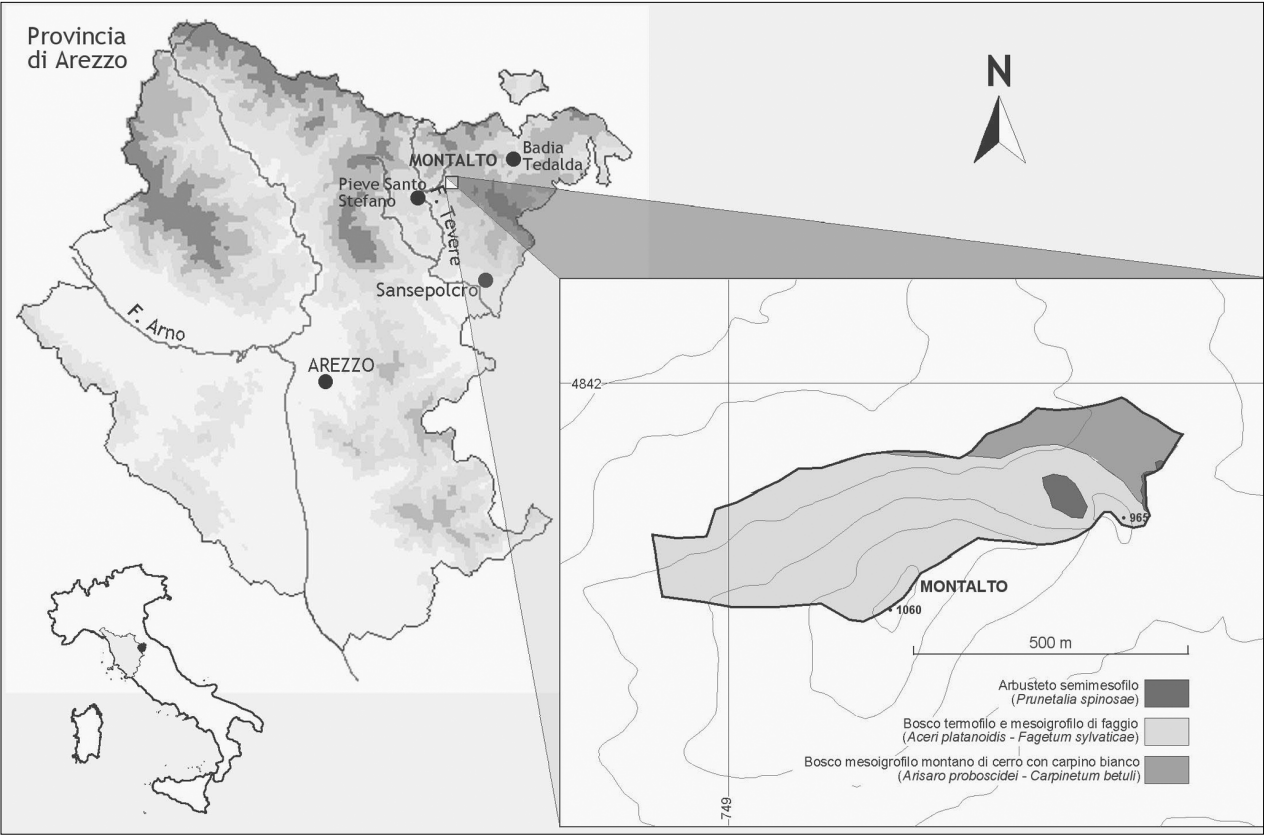 Provincia
di Arezzo
N
MONTALTO
Badia
Tedalda
Pieve Santo
Stefano
F. Tevere
Sansepolcro
F. Arno
AREZZO
4842
965
MONTALTO
1060
500 m
Arbusteto semimesofilo
(Prunetalia spinosae)
Bosco termofilo e mesoigrofilo di faggio
(Aceri platanoidis - Fagetum sylvaticae)
Bosco mesoigrofilo montano di cerro con carpino bianco
(Arisaro proboscidei - Carpinetum betuli)
749